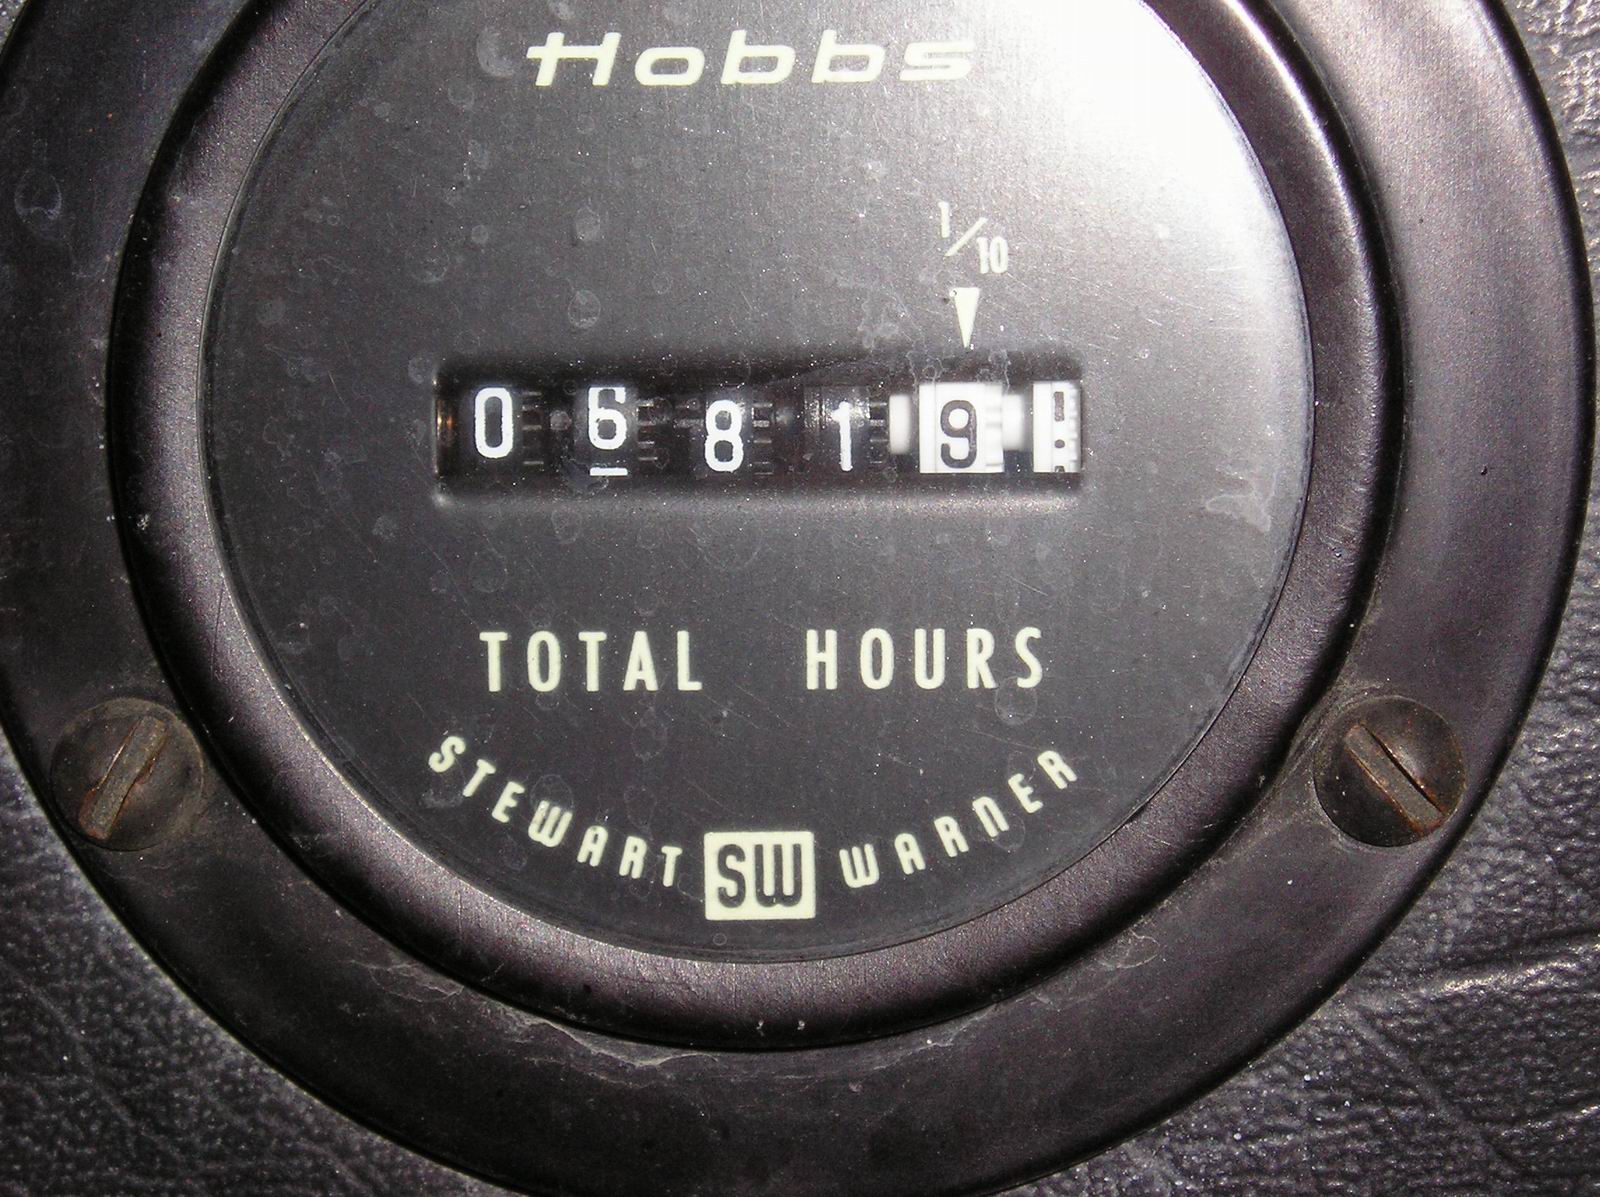 Hobbs
1/10
0 6 8 1 9
TOTAL HOURS
STEWART SW WARNER